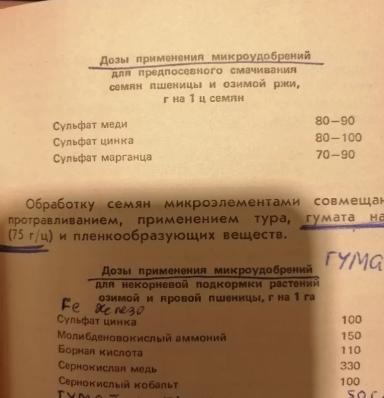 Дозы применения микроудобрений
для предпосевного смачивания
семян пшеницы и озимой ржи,
г на 1 ц семян
Сульфат меди 80—90
Сульфат цинка 80—100
Сульфат марганца 70—90
Обработку семян микроэлементами совмещаю
протравливанием, применением тура, гумата на
(75 г/ц) и пленкообразующих веществ.
Дозы применения микроудобрений
ГУМА
для некорневой подкормки растений
озимой и яровой пшеницы, г на 1 га
Fe железо
Сульфат цинка 100
Молибденовокислый аммоний 150
Борная кислота 110
Сернокислая медь 330
Сернокислый кобальт 100